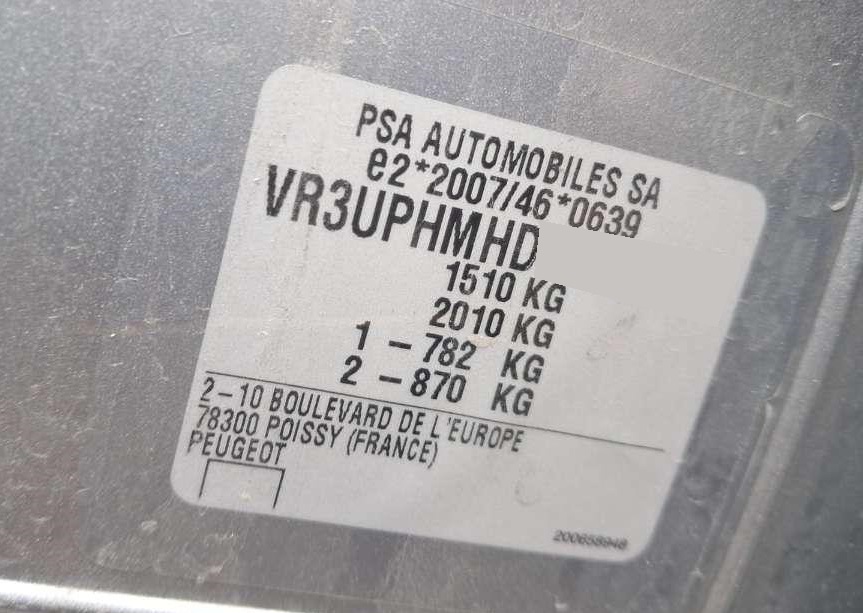 PSA AUTOMOBILES SA
e2*2007/46*0639
VR3UPHMHD
1510 KG
2010 KG
1 – 782 KG
2 – 870 KG
2 – 10 BOULEVARD DE L'EUROPE
78300 POISSY (FRANCE)
PEUGEOT
200658948